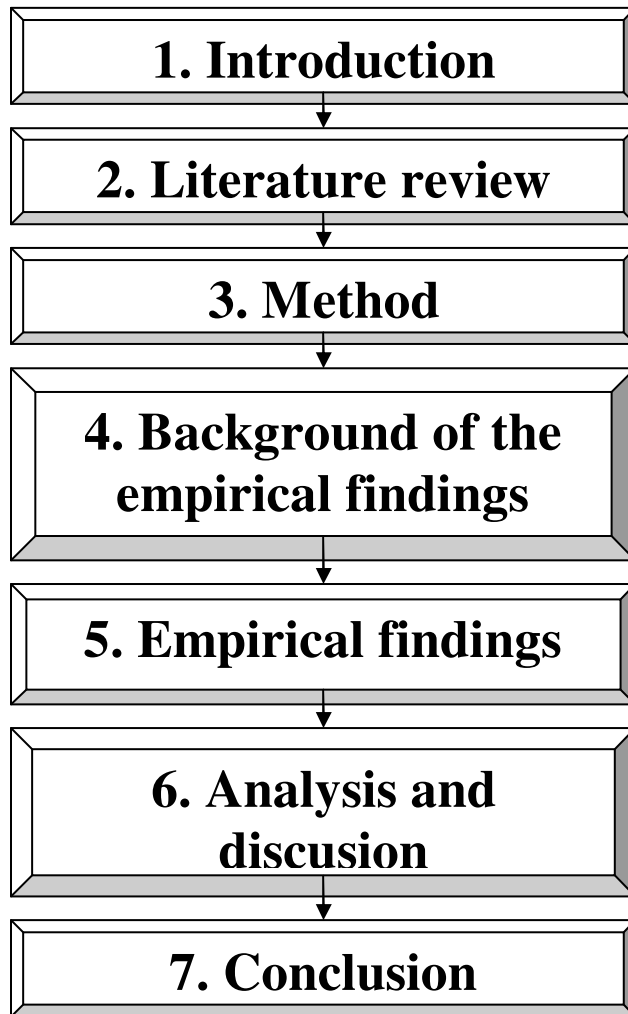 1. Introduction
2. Literature review
3. Method
4. Background of the
empirical findings
5. Empirical findings
6. Analysis and
discusion
7. Conclusion